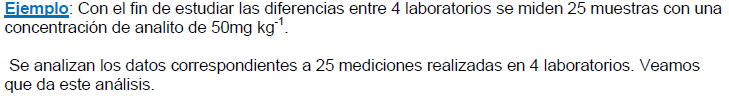 Ejemplo: Con el fin de estudiar las diferencias entre 4 laboratorios se miden 25 muestras con una
concentración de analito de 50mg kg⁻¹.
Se analizan los datos correspondientes a 25 mediciones realizadas en 4 laboratorios. Veamos
que da este análisis.